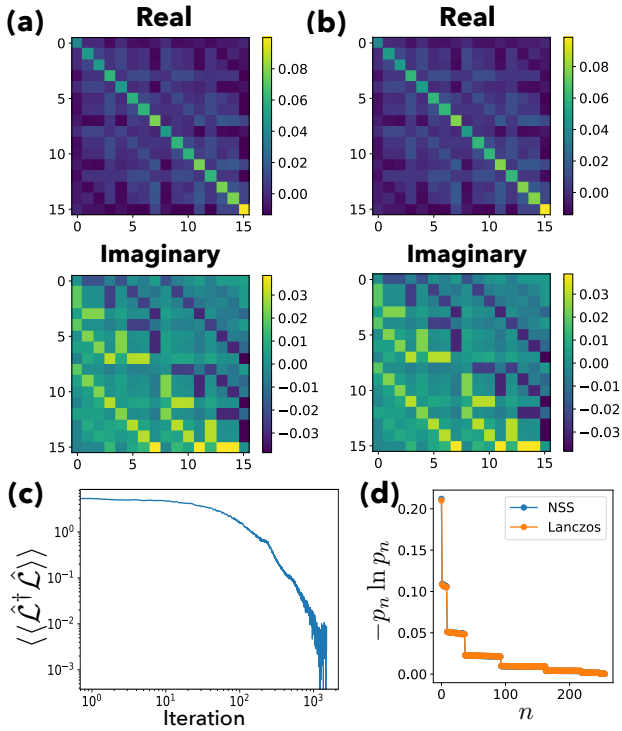 (a) Real
0
5
10
15
0 5 10 15
0.08
0.06
0.04
0.02
0.00
(b) Real
0
5
10
15
0 5 10 15
0.08
0.06
0.04
0.02
0.00
Imaginary
0
5
10
15
0 5 10 15
0.03
0.02
0.01
0.00
−0.01
−0.02
−0.03
Imaginary
0
5
10
15
0 5 10 15
0.03
0.02
0.01
0.00
−0.01
−0.02
−0.03
(c)
⟨⟨ℒ̂†ℒ̂⟩⟩
10⁰
10⁻¹
10⁻²
10⁻³
10⁰ 10¹ 10² 10³
Iteration
(d)
−pₙ ln pₙ
0.20
0.15
0.10
0.05
0.00
NSS
Lanczos
0 100 200
n